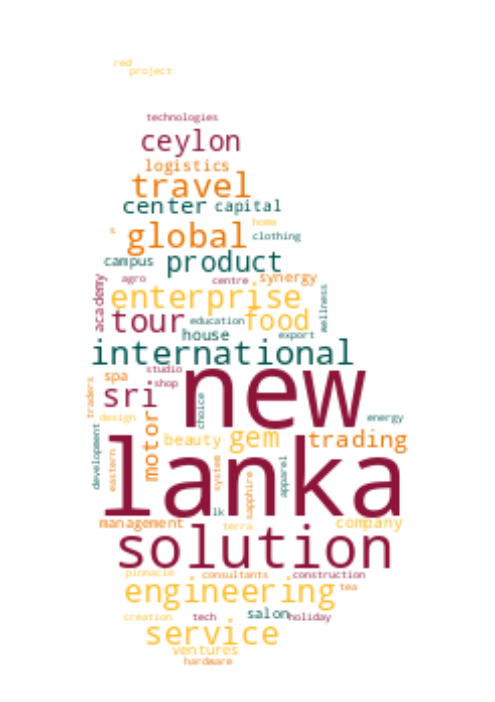 red
project
technologies
ceylon
logistics
travel
center capital
home
s global clothing
campus product
agro centre synergy
academy enterprise wellness
tour education food
house export
international
studio
spa shop new
sri
traders design choice energy
development motor beauty gem trading
eastern system sapphire apparel
lanka
lk
management terra company
solution
pinnacle consultants construction
engineering tea
creation tech salon holiday
service
ventures
hardware